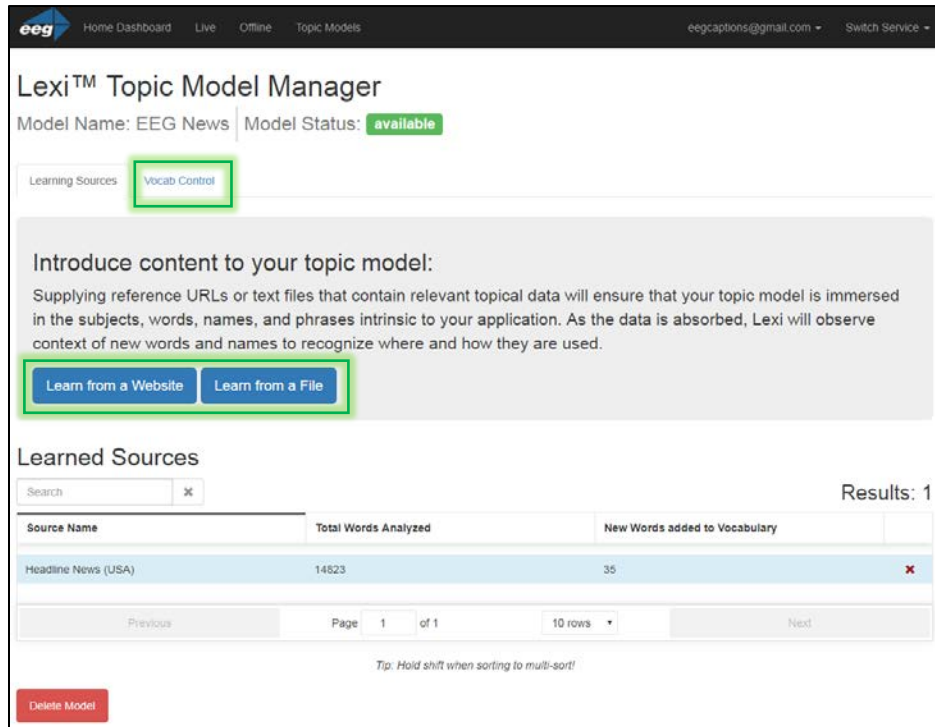 eeg Home Dashboard Live Offline Topic Models eegcaptions@gmail.com Switch Service
Lexi™ Topic Model Manager
Model Name: EEG News Model Status: available
Learning Sources Vocab Control
Introduce content to your topic model:
Supplying reference URLs or text files that contain relevant topical data will ensure that your topic model is immersed
in the subjects, words, names, and phrases intrinsic to your application. As the data is absorbed, Lexi will observe
context of new words and names to recognize where and how they are used.
Learn from a Website Learn from a File
Learned Sources
Search Results: 1
Source Name Total Words Analyzed New Words added to Vocabulary
Headline News (USA) 14823 35
Previous Page 1 of 1 10 rows Next
Tip: Hold shift when sorting to multi-sort!
Delete Model